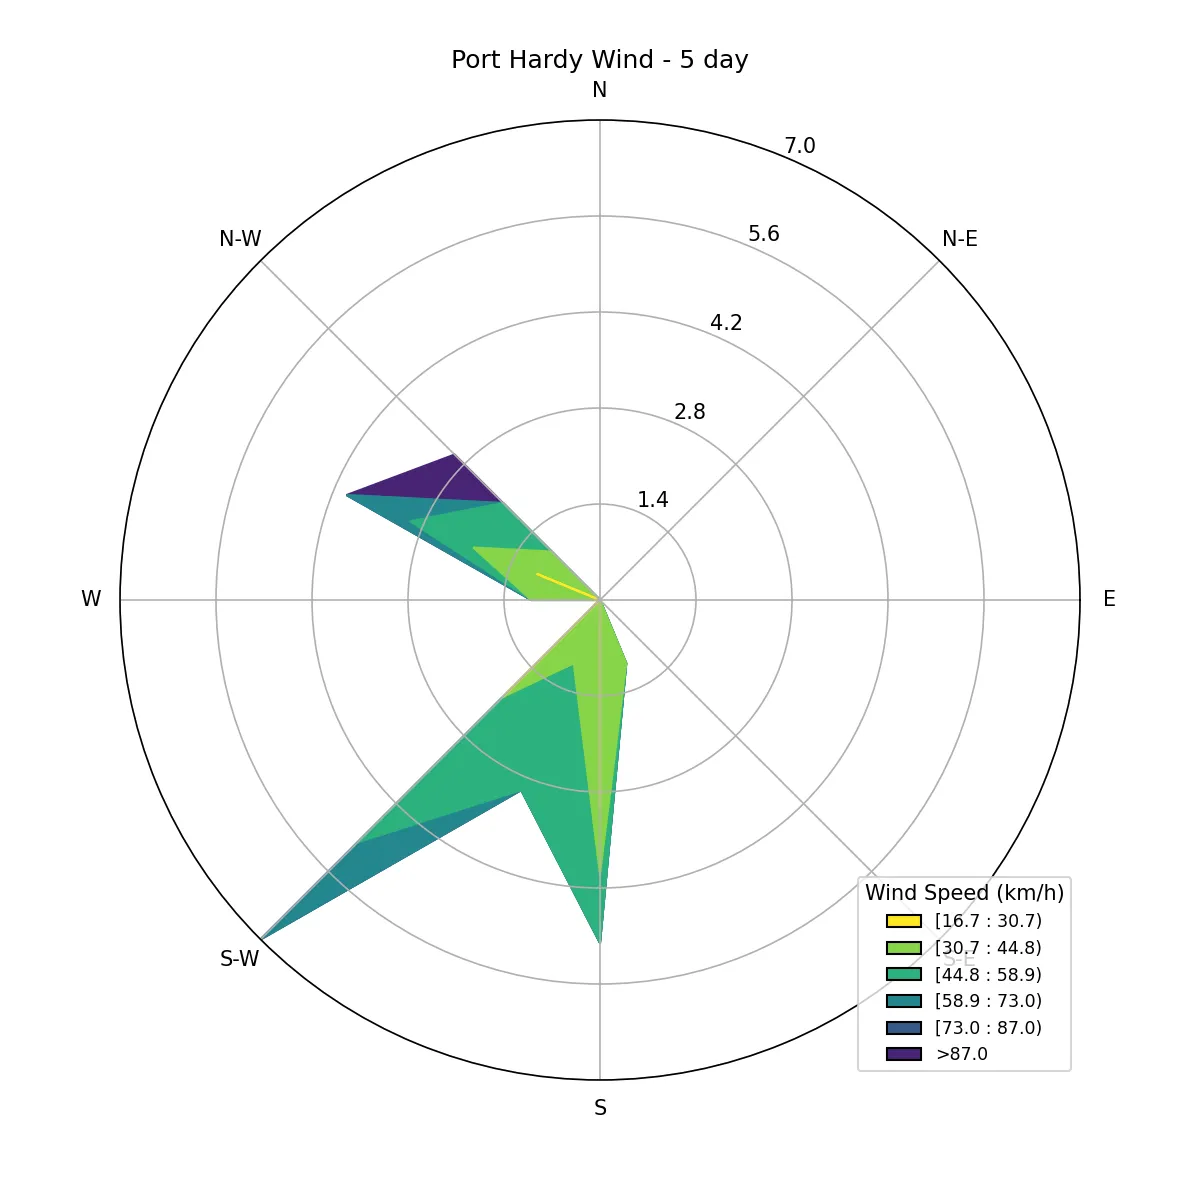 Port Hardy Wind - 5 day
N
7.0
N-W
5.6
N-E
4.2
2.8
1.4
W
E
S-W
S-E
S
Wind Speed (km/h)
[16.7 : 30.7)
[30.7 : 44.8)
[44.8 : 58.9)
[58.9 : 73.0)
[73.0 : 87.0)
>87.0